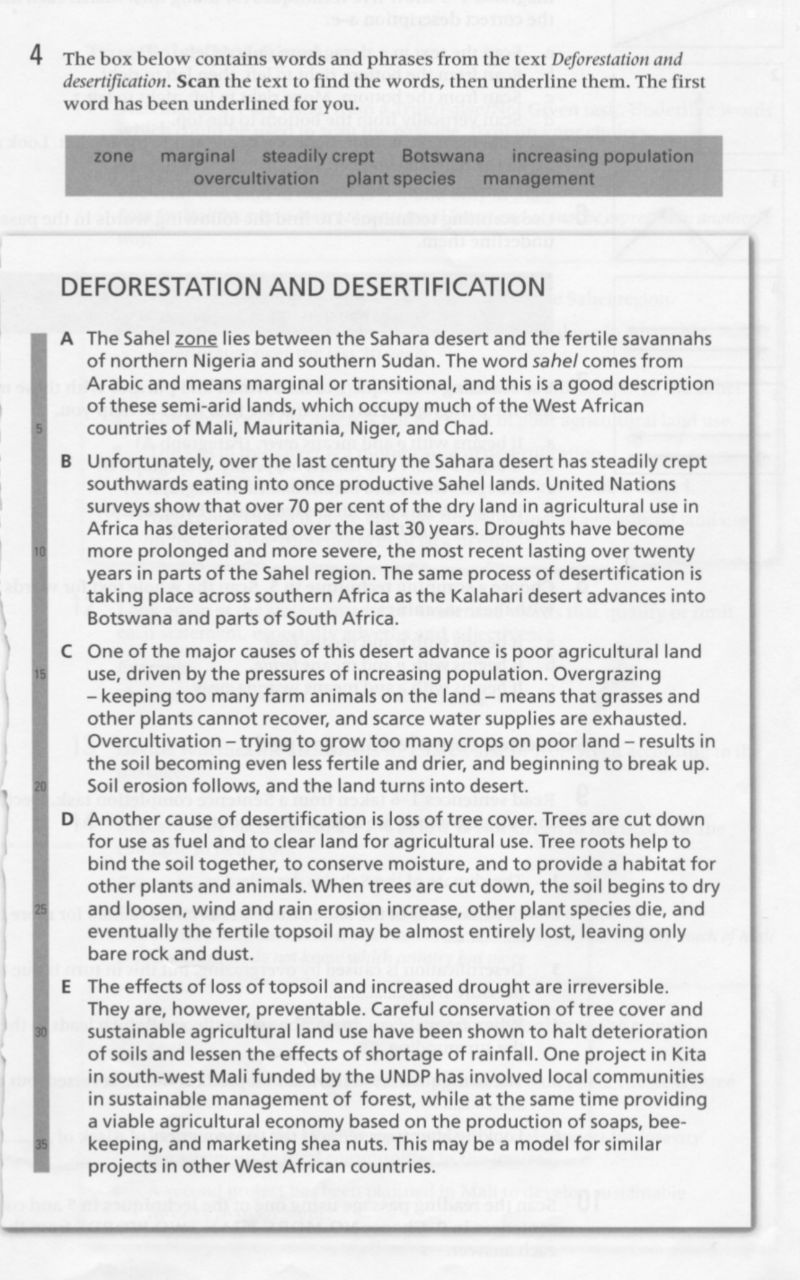 4 The box below contains words and phrases from the text Deforestation and
desertification. Scan the text to find the words, then underline them. The first
word has been underlined for you.
zone marginal steadily crept Botswana increasing population
overcultivation plant species management
DEFORESTATION AND DESERTIFICATION
A The Sahel zone lies between the Sahara desert and the fertile savannahs
of northern Nigeria and southern Sudan. The word sahel comes from
Arabic and means marginal or transitional, and this is a good description
of these semi-arid lands, which occupy much of the West African
5 countries of Mali, Mauritania, Niger, and Chad.
B Unfortunately, over the last century the Sahara desert has steadily crept
southwards eating into once productive Sahel lands. United Nations
surveys show that over 70 per cent of the dry land in agricultural use in
Africa has deteriorated over the last 30 years. Droughts have become
10 more prolonged and more severe, the most recent lasting over twenty
years in parts of the Sahel region. The same process of desertification is
taking place across southern Africa as the Kalahari desert advances into
Botswana and parts of South Africa.
C One of the major causes of this desert advance is poor agricultural land
15 use, driven by the pressures of increasing population. Overgrazing
– keeping too many farm animals on the land – means that grasses and
other plants cannot recover, and scarce water supplies are exhausted.
Overcultivation – trying to grow too many crops on poor land – results in
the soil becoming even less fertile and drier, and beginning to break up.
20 Soil erosion follows, and the land turns into desert.
D Another cause of desertification is loss of tree cover. Trees are cut down
for use as fuel and to clear land for agricultural use. Tree roots help to
bind the soil together, to conserve moisture, and to provide a habitat for
other plants and animals. When trees are cut down, the soil begins to dry
25 and loosen, wind and rain erosion increase, other plant species die, and
eventually the fertile topsoil may be almost entirely lost, leaving only
bare rock and dust.
E The effects of loss of topsoil and increased drought are irreversible.
They are, however, preventable. Careful conservation of tree cover and
30 sustainable agricultural land use have been shown to halt deterioration
of soils and lessen the effects of shortage of rainfall. One project in Kita
in south-west Mali funded by the UNDP has involved local communities
in sustainable management of forest, while at the same time providing
a viable agricultural economy based on the production of soaps, bee-
35 keeping, and marketing shea nuts. This may be a model for similar
projects in other West African countries.